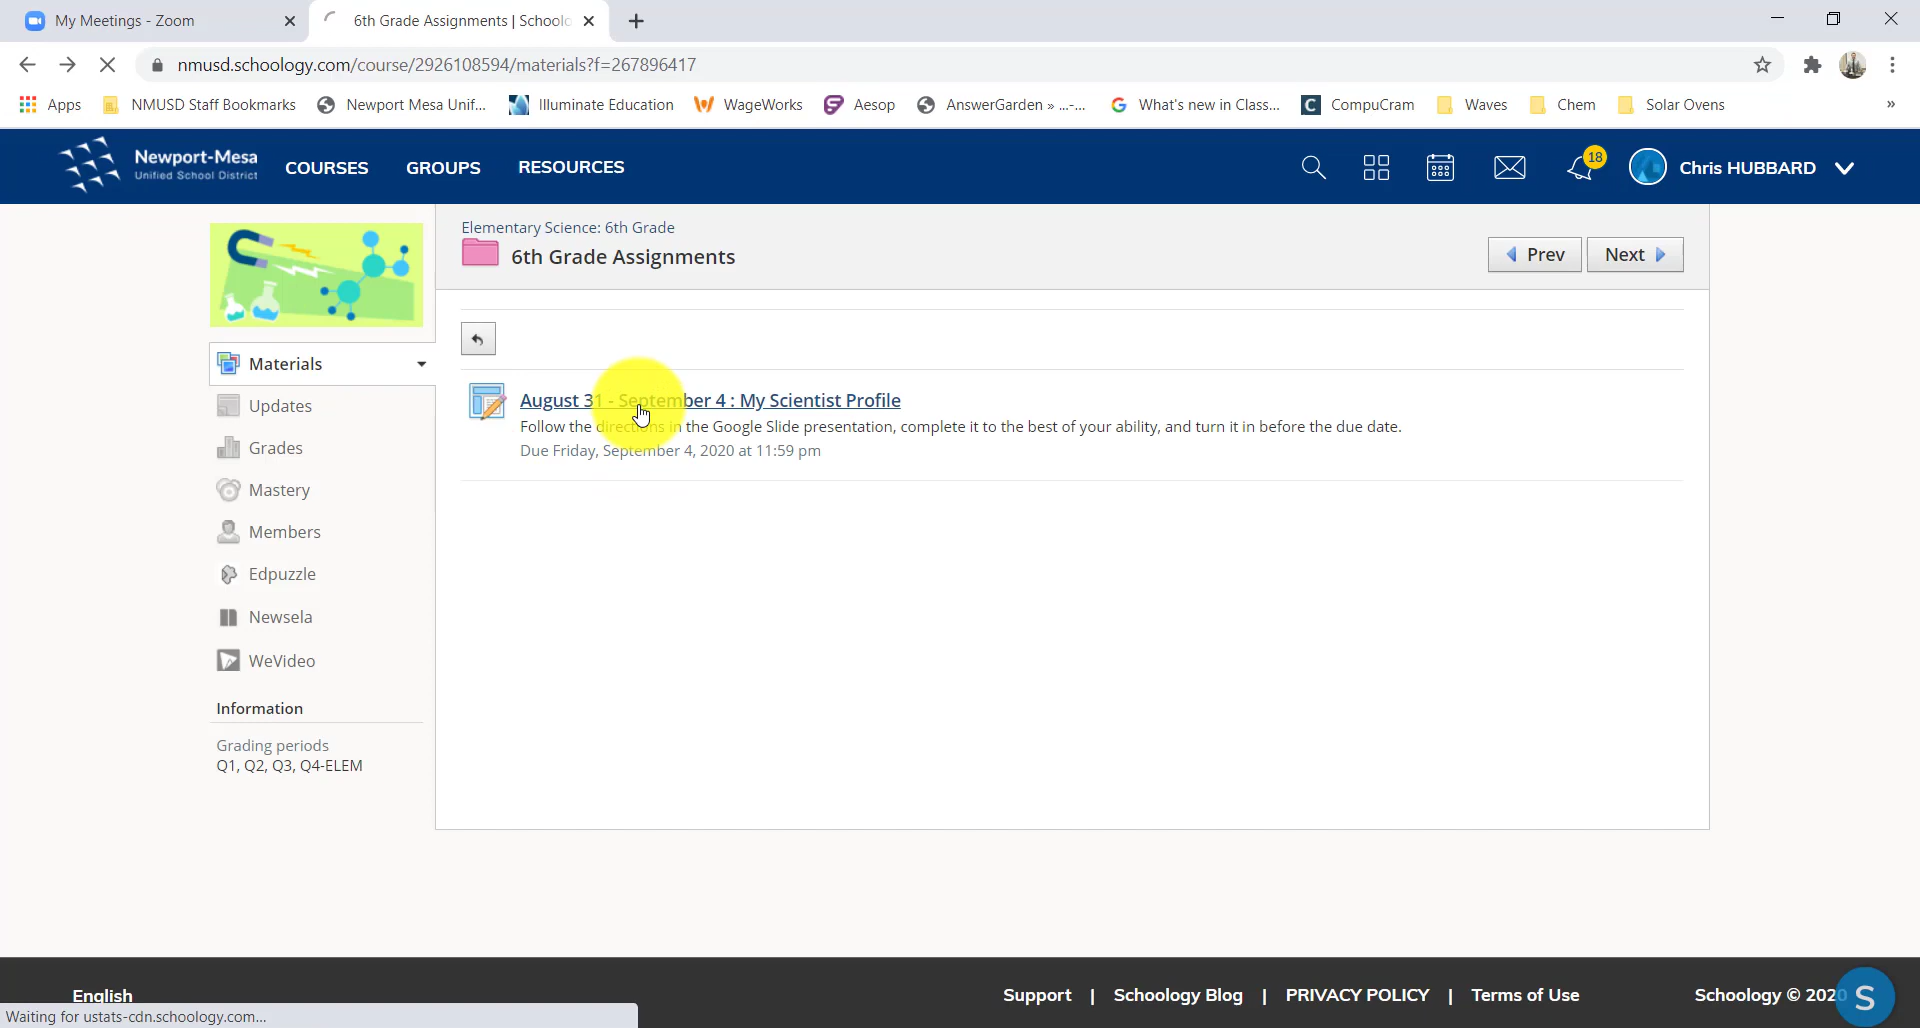 My Meetings - Zoom
6th Grade Assignments | Schoolo
nmusd.schoology.com/course/2926108594/materials?f=267896417
Apps
NMUSD Staff Bookmarks
Newport Mesa Unif...
Illuminate Education
WageWorks
Aesop
AnswerGarden » ...-...
What's new in Class...
CompuCram
Waves
Chem
Solar Ovens
»
Newport-Mesa
Unified School District
COURSES
GROUPS
RESOURCES
18
Chris HUBBARD
Elementary Science: 6th Grade
6th Grade Assignments
Prev
Next
Materials
Updates
Grades
Mastery
Members
Edpuzzle
Newsela
WeVideo
Information
Grading periods
Q1, Q2, Q3, Q4-ELEM
August 31 - September 4 : My Scientist Profile
Follow the directions in the Google Slide presentation, complete it to the best of your ability, and turn it in before the due date.
Due Friday, September 4, 2020 at 11:59 pm
English
Support | Schoology Blog | PRIVACY POLICY | Terms of Use
Schoology © 2020
S
Waiting for ustats-cdn.schoology.com...